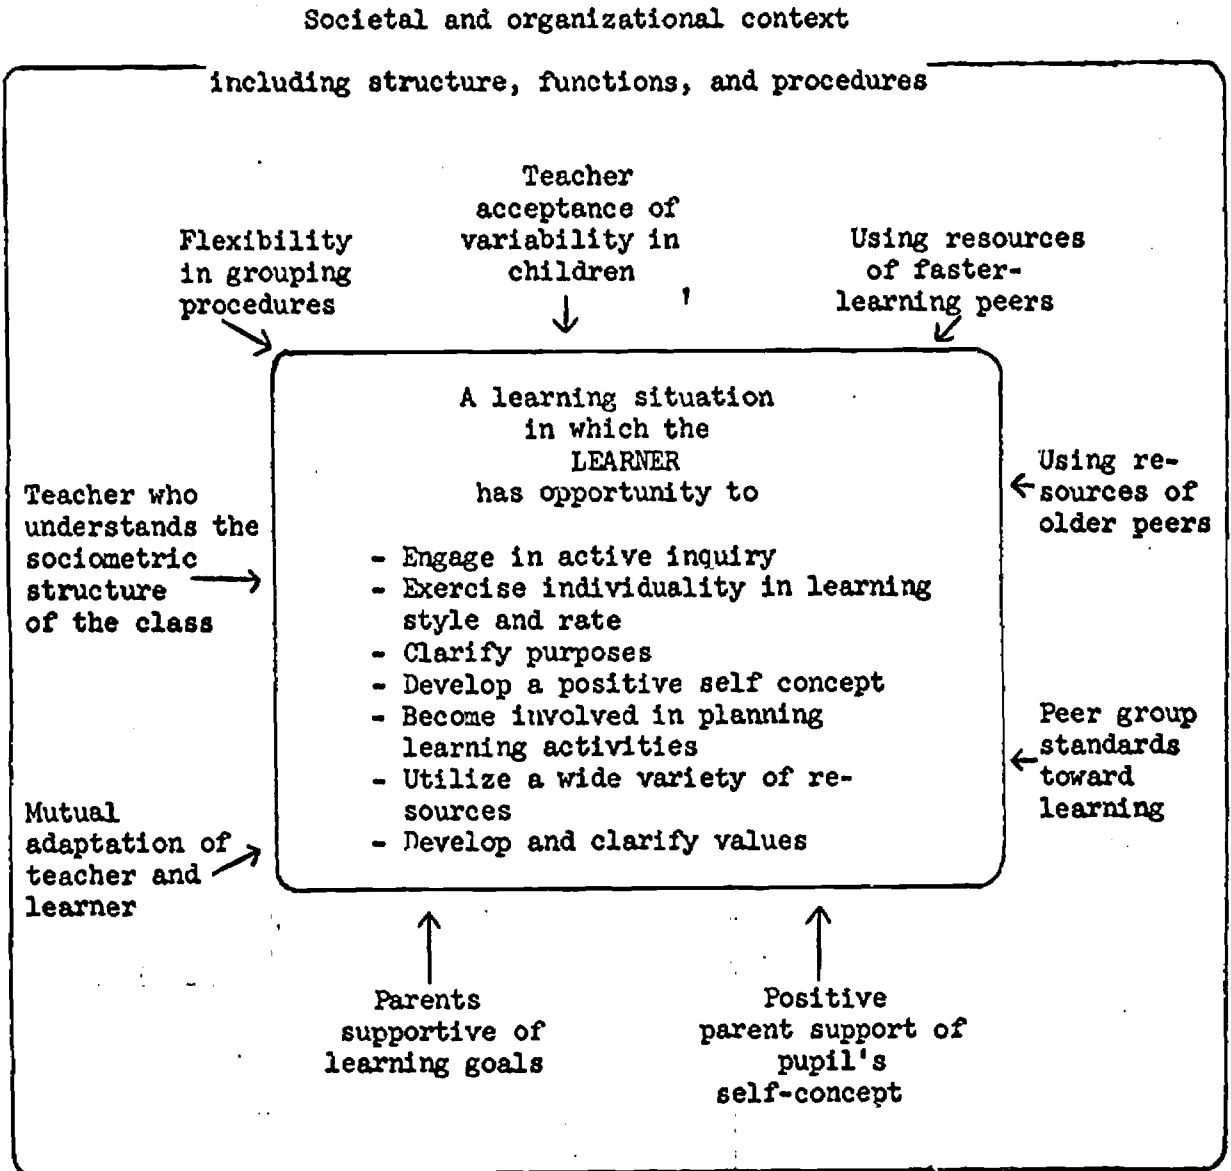 Societal and organizational context
including structure, functions, and procedures
Teacher
acceptance of
variability in
children
Flexibility
in grouping
procedures
Using resources
of faster-
learning peers
A learning situation
in which the
LEARNER
has opportunity to
- Engage in active inquiry
- Exercise individuality in learning
style and rate
- Clarify purposes
- Develop a positive self concept
- Become involved in planning
learning activities
- Utilize a wide variety of re-
sources
- Develop and clarify values
Teacher who
understands the
sociometric
structure
of the class
Mutual
adaptation of
teacher and
learner
Using re-
sources of
older peers
Peer group
standards
toward
learning
Parents
supportive of
learning goals
Positive
parent support of
pupil's
self-concept